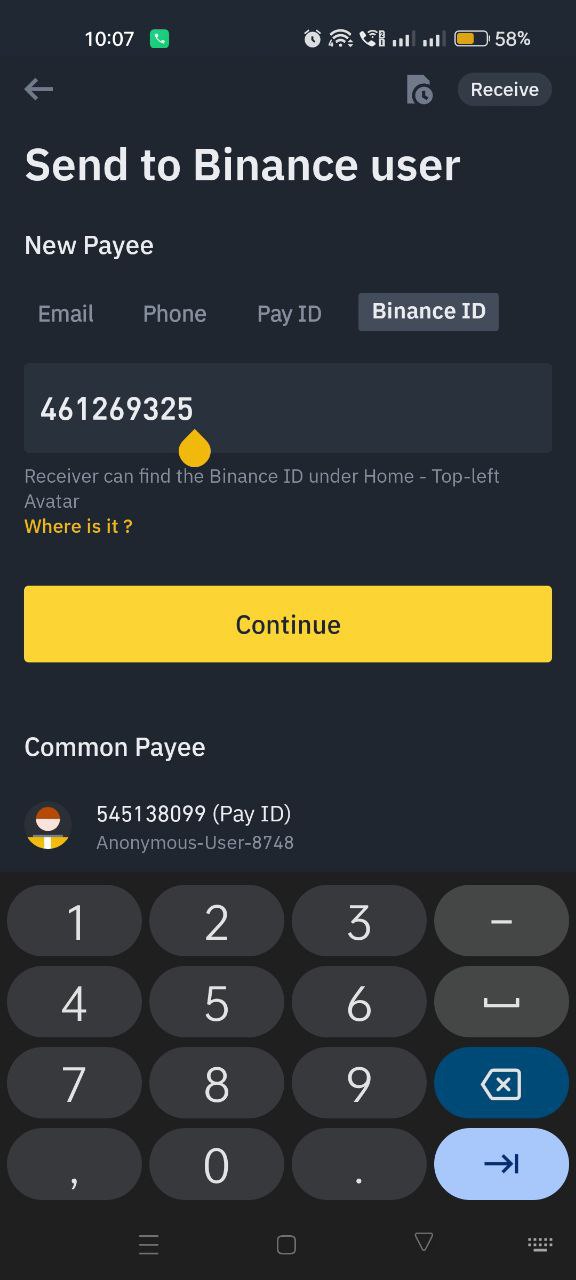 10:07
58%
Receive
Send to Binance user
New Payee
Email Phone Pay ID Binance ID
461269325
Receiver can find the Binance ID under Home - Top-left
Avatar
Where is it ?
Continue
Common Payee
545138099 (Pay ID)
Anonymous-User-8748
1 2 3 –
4 5 6
7 8 9
, 0 .